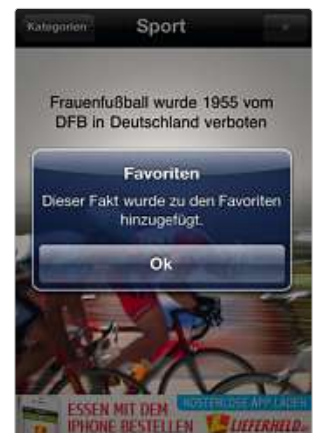 Kategorien
Sport
Frauenfußball wurde 1955 vom
DFB in Deutschland verboten
Favoriten
Dieser Fakt wurde zu den Favoriten
hinzugefügt.
Ok
KOSTENLOSE APP LADEN
ESSEN MIT DEM
IPHONE BESTELLEN
LIEFERHELD